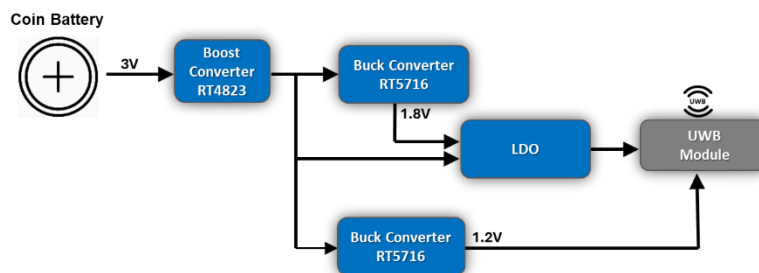 Coin Battery
3V
Boost
Converter
RT4823
Buck Converter
RT5716
1.8V
LDO
UWB
UWB
Module
Buck Converter
RT5716
1.2V